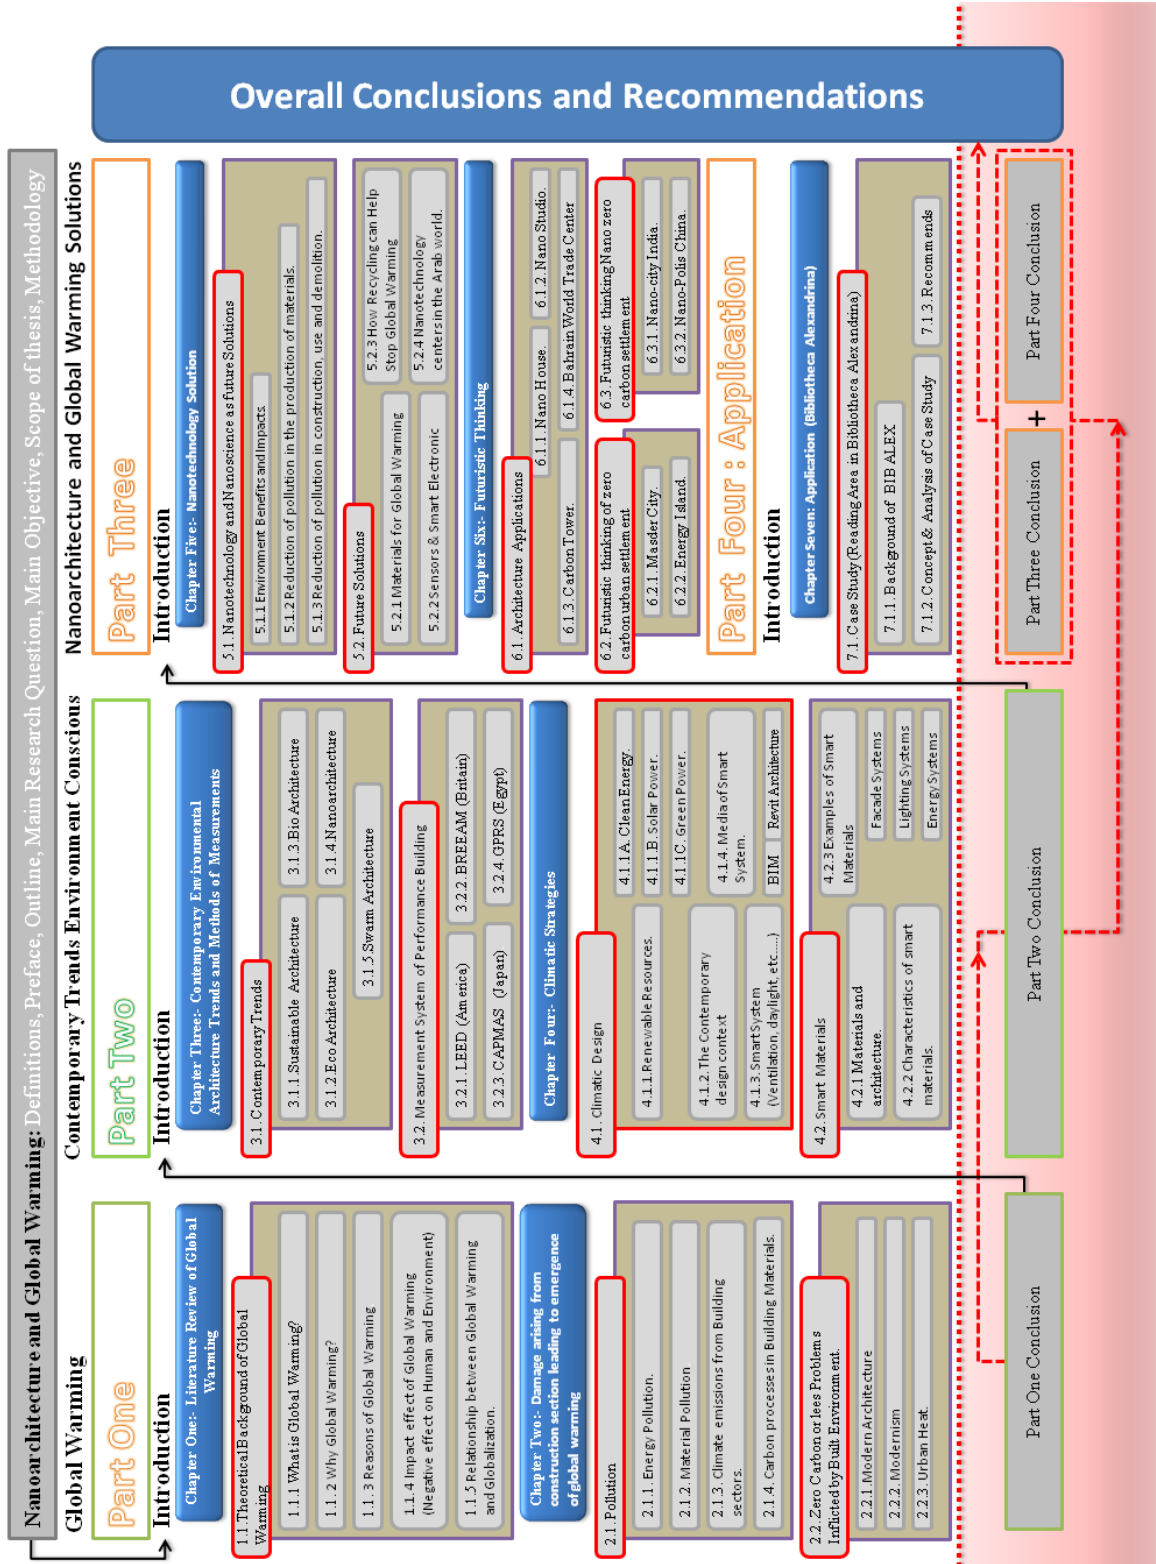 Nanoarchitecture and Global Warming: Definitions, Preface, Outline, Main Research Question, Main Objective, Scope of thesis, Methodology
Global Warming
Part One
Introduction
Chapter One:- Literature Review of Global
Warming
1.1.Theoretical Background of Global
Warming
1.1.1 What is Global Warming?
1.1. 2 Why Global Warming?
1.1. 3 Reasons of Global Warming
1.1. 4 Impact effect of Global Warming
(Negative effect on Human and Environment)
1.1.5 Relationship between Global Warming
and Globalization.
Chapter Two:- Damage arising from
construction section leading to emergence
of global warming
2.1. Pollution
2.1.1. Energy Pollution.
2.1.2. Material Pollution
2.1.3. Climate emissions from Building
sectors.
2.1.4. Carbon processes in Building Materials.
2.2. Zero Carbon or lees Problems
Inflicted by Built Environment.
2.2.1 Modern Architecture
2.2.2. Modernism
2.2.3. Urban Heat.
Part One Conclusion
Contemporary Trends Environment Conscious
Part Two
Introduction
Chapter Three:- Contemporary Environmental
Architecture Trends and Methods of Measurements
3.1. Contemporary Trends
3.1.1 Sustainable Architecture
3.1.3 Bio Architecture
3.1.2 Eco Architecture
3.1.4. Nanoarchitecture
3.1.5.Swarm Architecture
3.2. Measurement System of Performance Building
3.2.1. LEED (America)
3.2.2. BREEAM (Britain)
3.2.3. CAPMAS (Japan)
3.2.4. GPRS (Egypt)
Chapter Four:- Climatic Strategies
4.1. Climatic Design
4.1.1. Renewable Resources.
4.1.1A. Clean Energy.
4.1.1B. Solar Power.
4.1.1C. Green Power.
4.1.2. The Contemporary
design context
4.1.4. Media of Smart
System.
4.1.3. Smart System
(Ventilation, daylight, etc.....)
BIM
Revit Architecture
4.2. Smart Materials
4.2.1 Materials and
architecture.
4.2.3 Examples of Smart
Materials
4.2.2 Characteristics of smart
materials.
Facade Systems
Lighting Systems
Energy Systems
Part Two Conclusion
Nanoarchitecture and Global Warming Solutions
Part Three
Introduction
Chapter Five:- Nanotechnology Solution
5.1. Nanotechnology and Nanoscience as future Solutions
5.1.1 Environment Benefits and Impacts.
5.1.2 Reduction of pollution in the production of materials.
5.1.3 Reduction of pollution in construction, use and demolition.
5.2. Future Solutions
5.2.1 Materials for Global Warming
5.2.3 How Recycling can Help
Stop Global Warming
5.2.2 Sensors & Smart Electronic
5.2.4 Nanotechnology
centers in the Arab world.
Chapter Six:- Futuristic Thinking
6.1. Architecture Applications
6.1.1. Nano House.
6.1.2. Nano Studio.
6.1.3. Carbon Tower.
6.1.4. Bahrain World Trade Center
6.2. Futuristic thinking of zero
carbon urban settlement
6.2.1. Masder City.
6.2.2. Energy Island.
6.3. Futuristic thinking Nano zero
carbon settlement
6.3.1. Nano-city India.
6.3.2. Nano-Polis China.
Part Four : Application
Introduction
Chapter Seven: Application (Bibliotheca Alexandrina)
7.1. Case Study (Reading Area in Bibliotheca Alexandrina)
7.1.1. Background of BIB ALEX
7.1.2. Concept & Analysis of Case Study
7.1.3. Recommends
Part Three Conclusion
+
Part Four Conclusion
Overall Conclusions and Recommendations